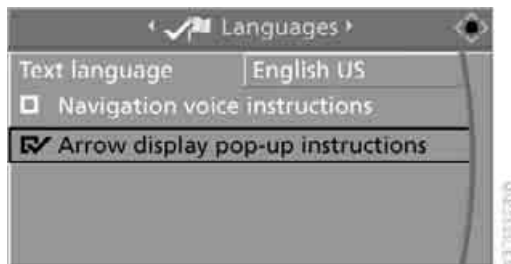 Languages
Text language English US
Navigation voice instructions
Arrow display pop-up instructions